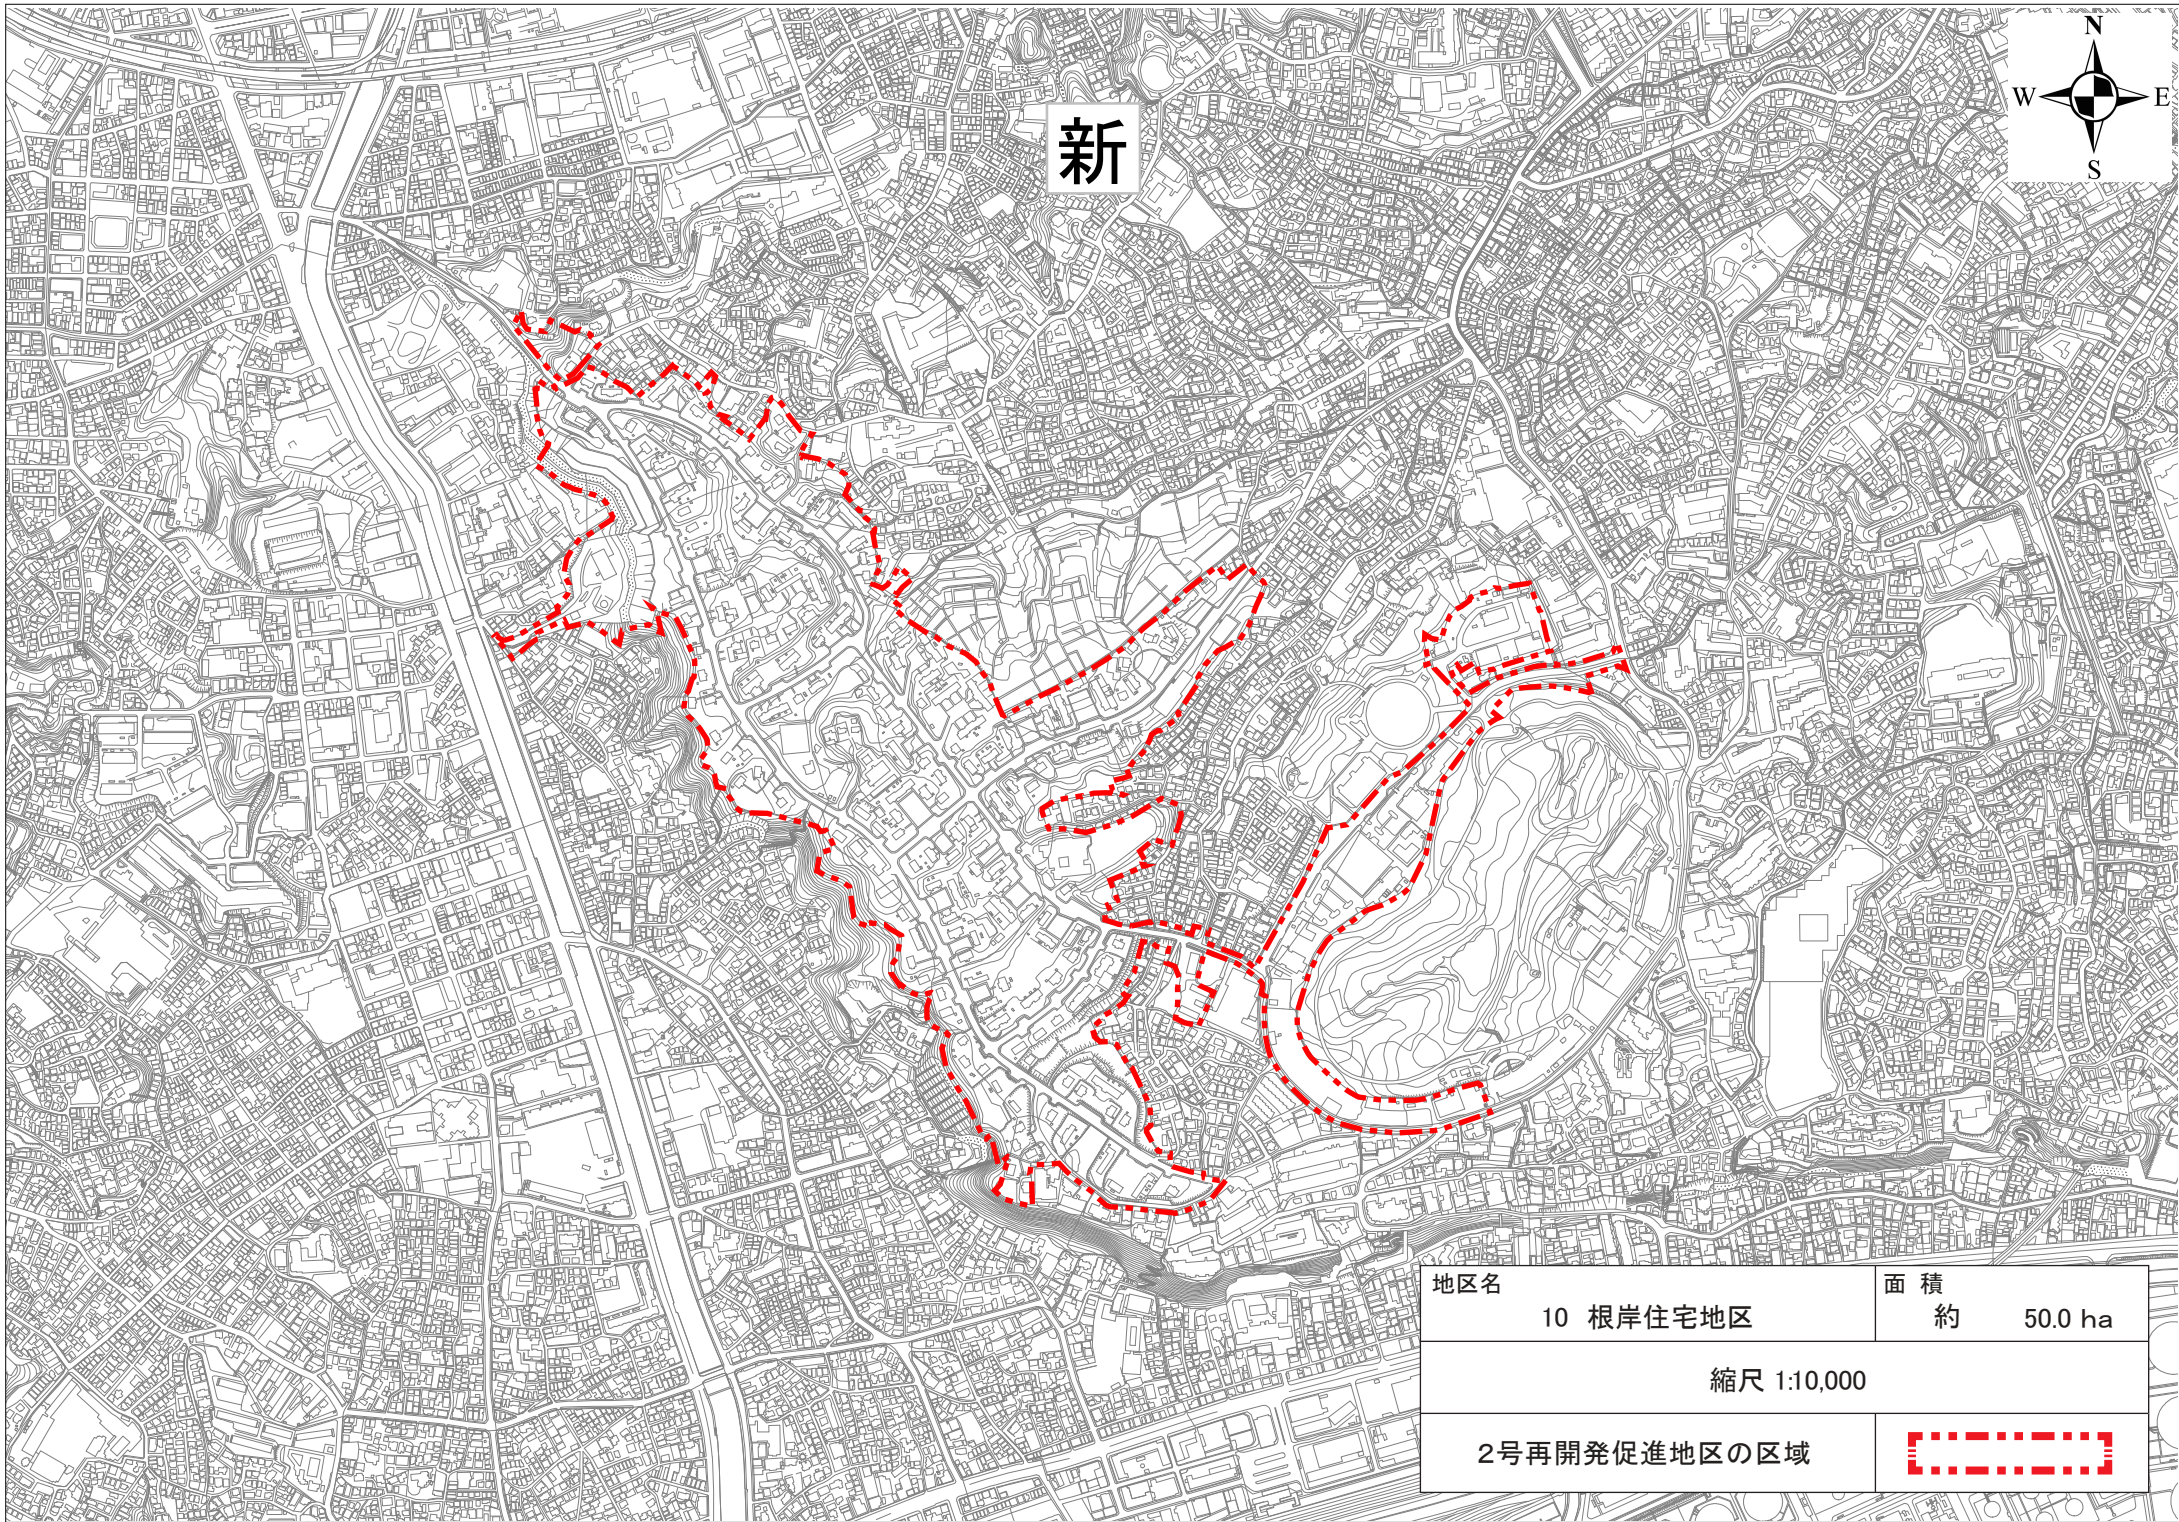 新
N
W E
S
地区名
10 根岸住宅地区
面 積
約 50.0 ha
縮尺 1:10,000
2号再開発促進地区の区域